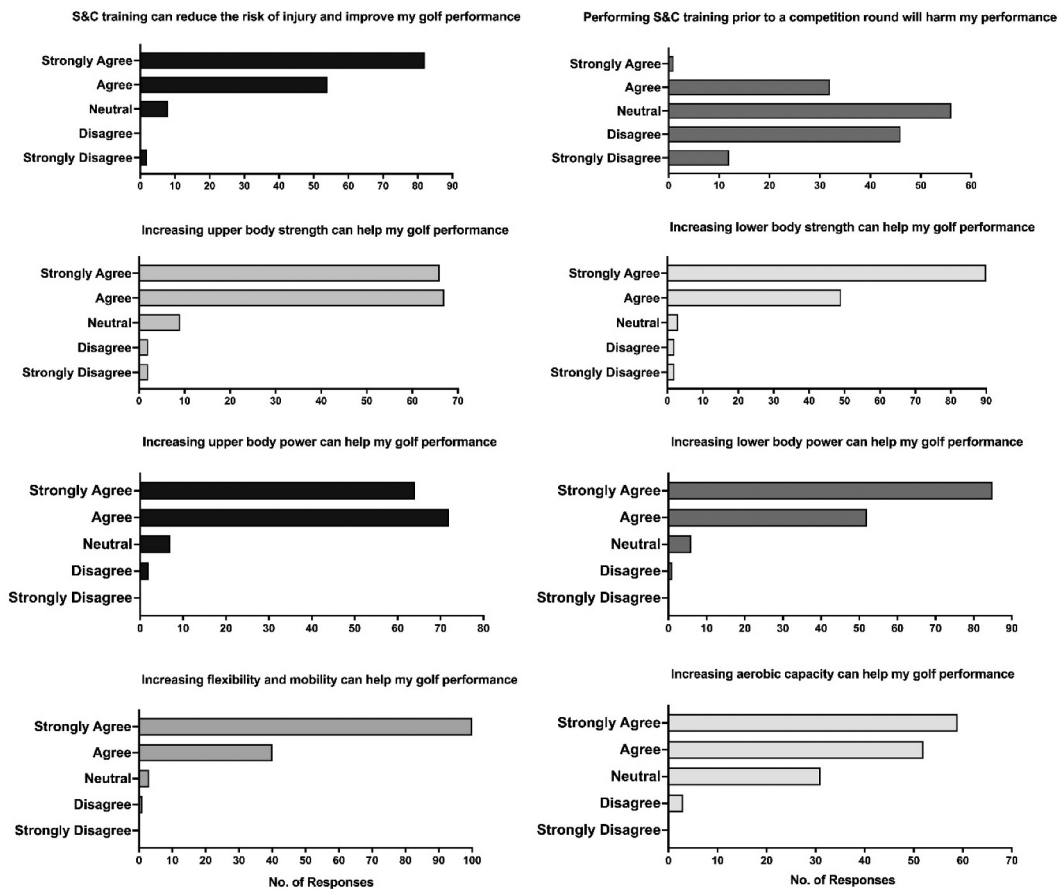 S&C training can reduce the risk of injury and improve my golf performance
Strongly Agree
Agree
Neutral
Disagree
Strongly Disagree
0 10 20 30 40 50 60 70 80 90
Performing S&C training prior to a competition round will harm my performance
Strongly Agree
Agree
Neutral
Disagree
Strongly Disagree
0 10 20 30 40 50 60
Increasing upper body strength can help my golf performance
Strongly Agree
Agree
Neutral
Disagree
Strongly Disagree
0 10 20 30 40 50 60 70
Increasing lower body strength can help my golf performance
Strongly Agree
Agree
Neutral
Disagree
Strongly Disagree
0 10 20 30 40 50 60 70 80 90
Increasing upper body power can help my golf performance
Strongly Agree
Agree
Neutral
Disagree
Strongly Disagree
0 10 20 30 40 50 60 70 80
Increasing lower body power can help my golf performance
Strongly Agree
Agree
Neutral
Disagree
Strongly Disagree
0 10 20 30 40 50 60 70 80 90
Increasing flexibility and mobility can help my golf performance
Strongly Agree
Agree
Neutral
Disagree
Strongly Disagree
0 10 20 30 40 50 60 70 80 90 100
No. of Responses
Increasing aerobic capacity can help my golf performance
Strongly Agree
Agree
Neutral
Disagree
Strongly Disagree
0 10 20 30 40 50 60 70
No. of Responses